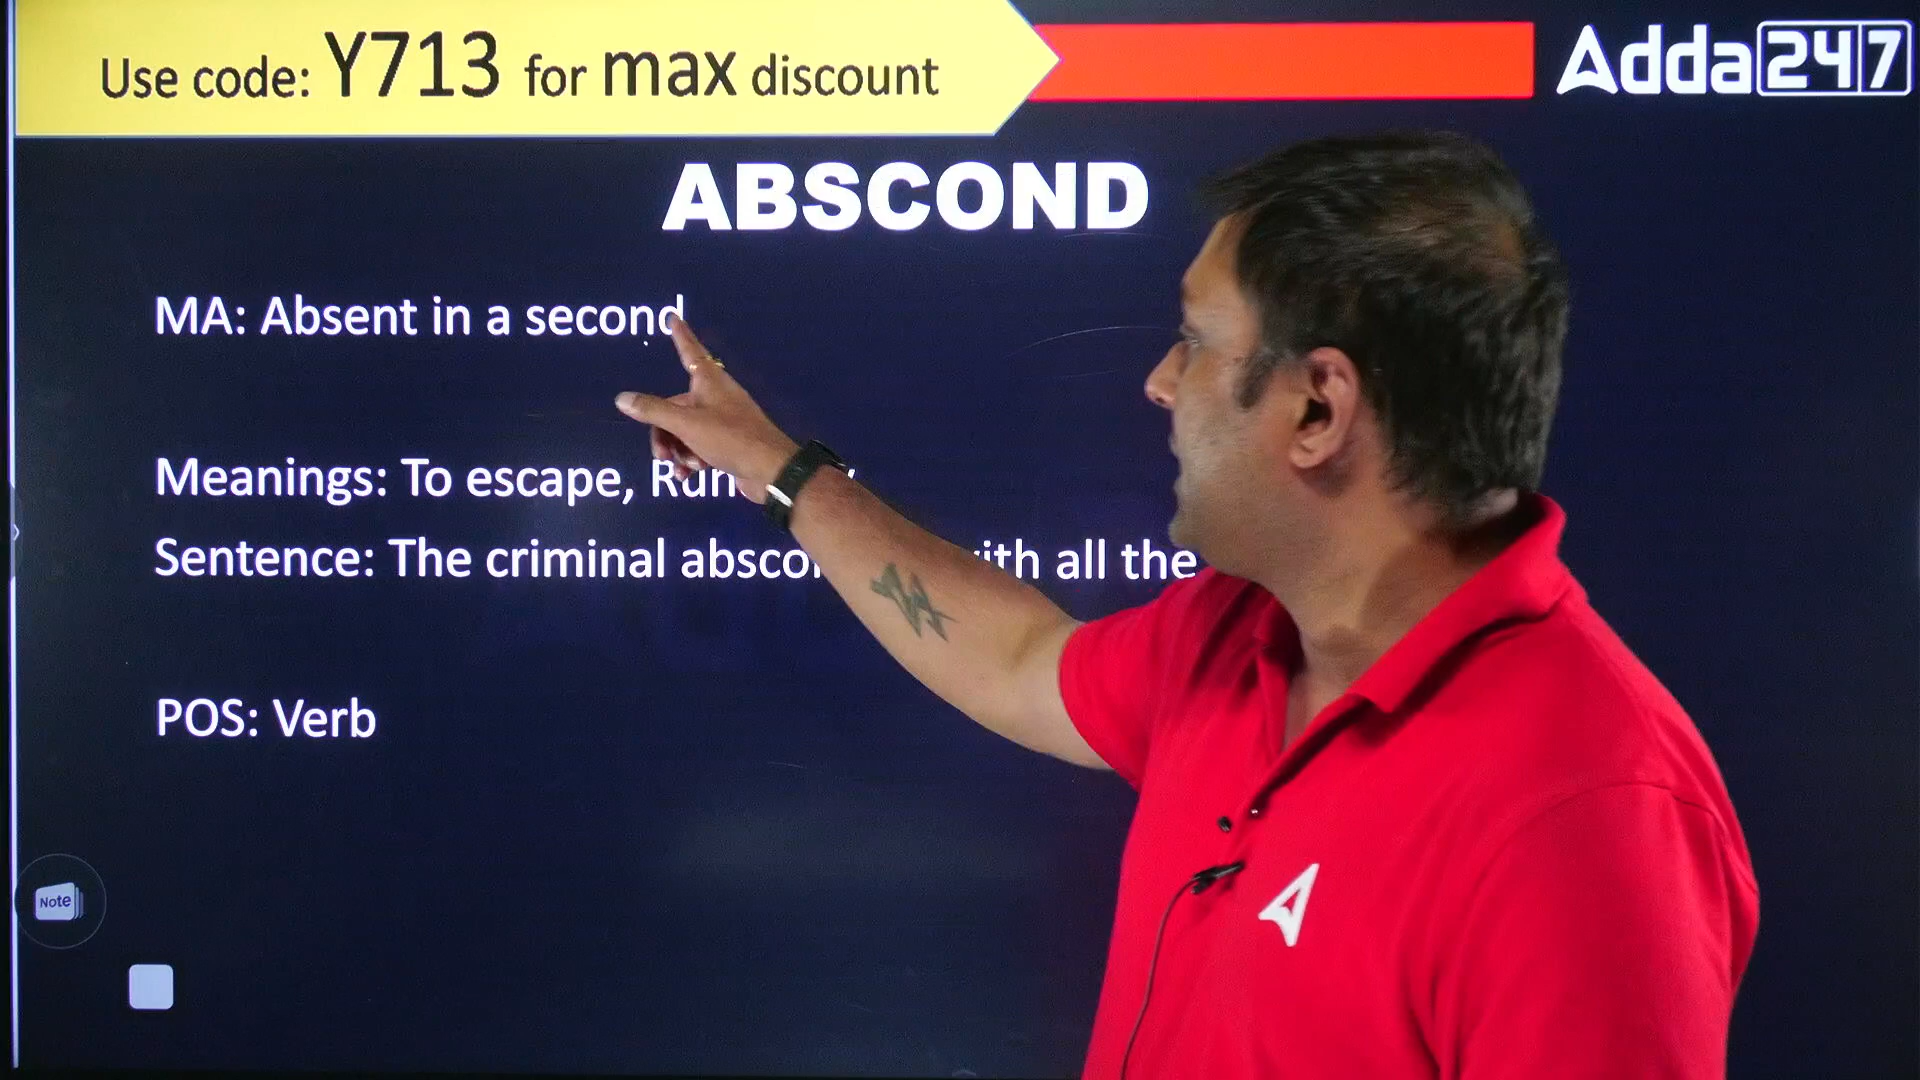 Use code: Y713 for max discount
Adda247
ABSCOND
MA: Absent in a second
Meanings: To escape,
Sentence: The criminal with all the
POS: Verb
Note